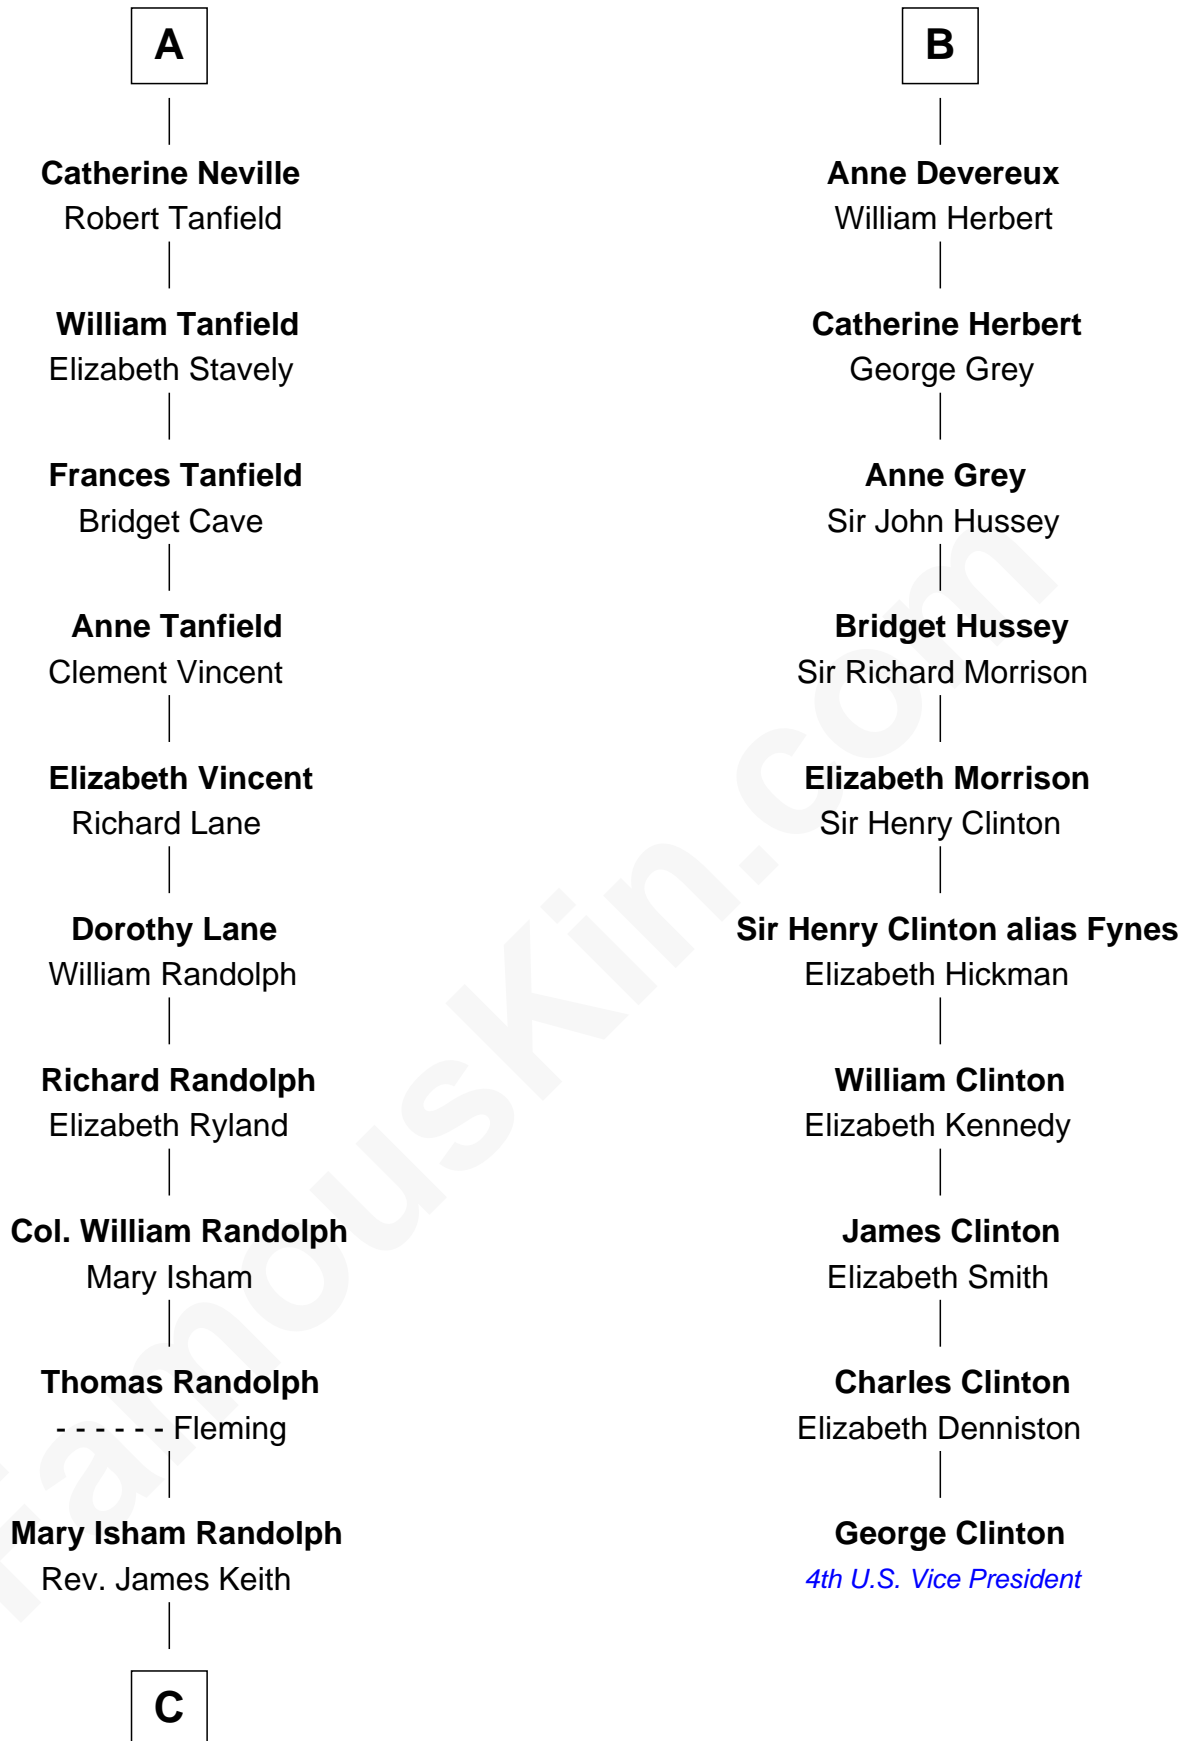 A
Catherine Neville
Robert Tanfield
William Tanfield
Elizabeth Stavely
Frances Tanfield
Bridget Cave
Anne Tanfield
Clement Vincent
Elizabeth Vincent
Richard Lane
Dorothy Lane
William Randolph
Richard Randolph
Elizabeth Ryland
Col. William Randolph
Mary Isham
Thomas Randolph
- - - - - - Fleming
Mary Isham Randolph
Rev. James Keith
C
B
Anne Devereux
William Herbert
Catherine Herbert
George Grey
Anne Grey
Sir John Hussey
Bridget Hussey
Sir Richard Morrison
Elizabeth Morrison
Sir Henry Clinton
Sir Henry Clinton alias Fynes
Elizabeth Hickman
William Clinton
Elizabeth Kennedy
James Clinton
Elizabeth Smith
Charles Clinton
Elizabeth Denniston
George Clinton
4th U.S. Vice President
FamousKin.com